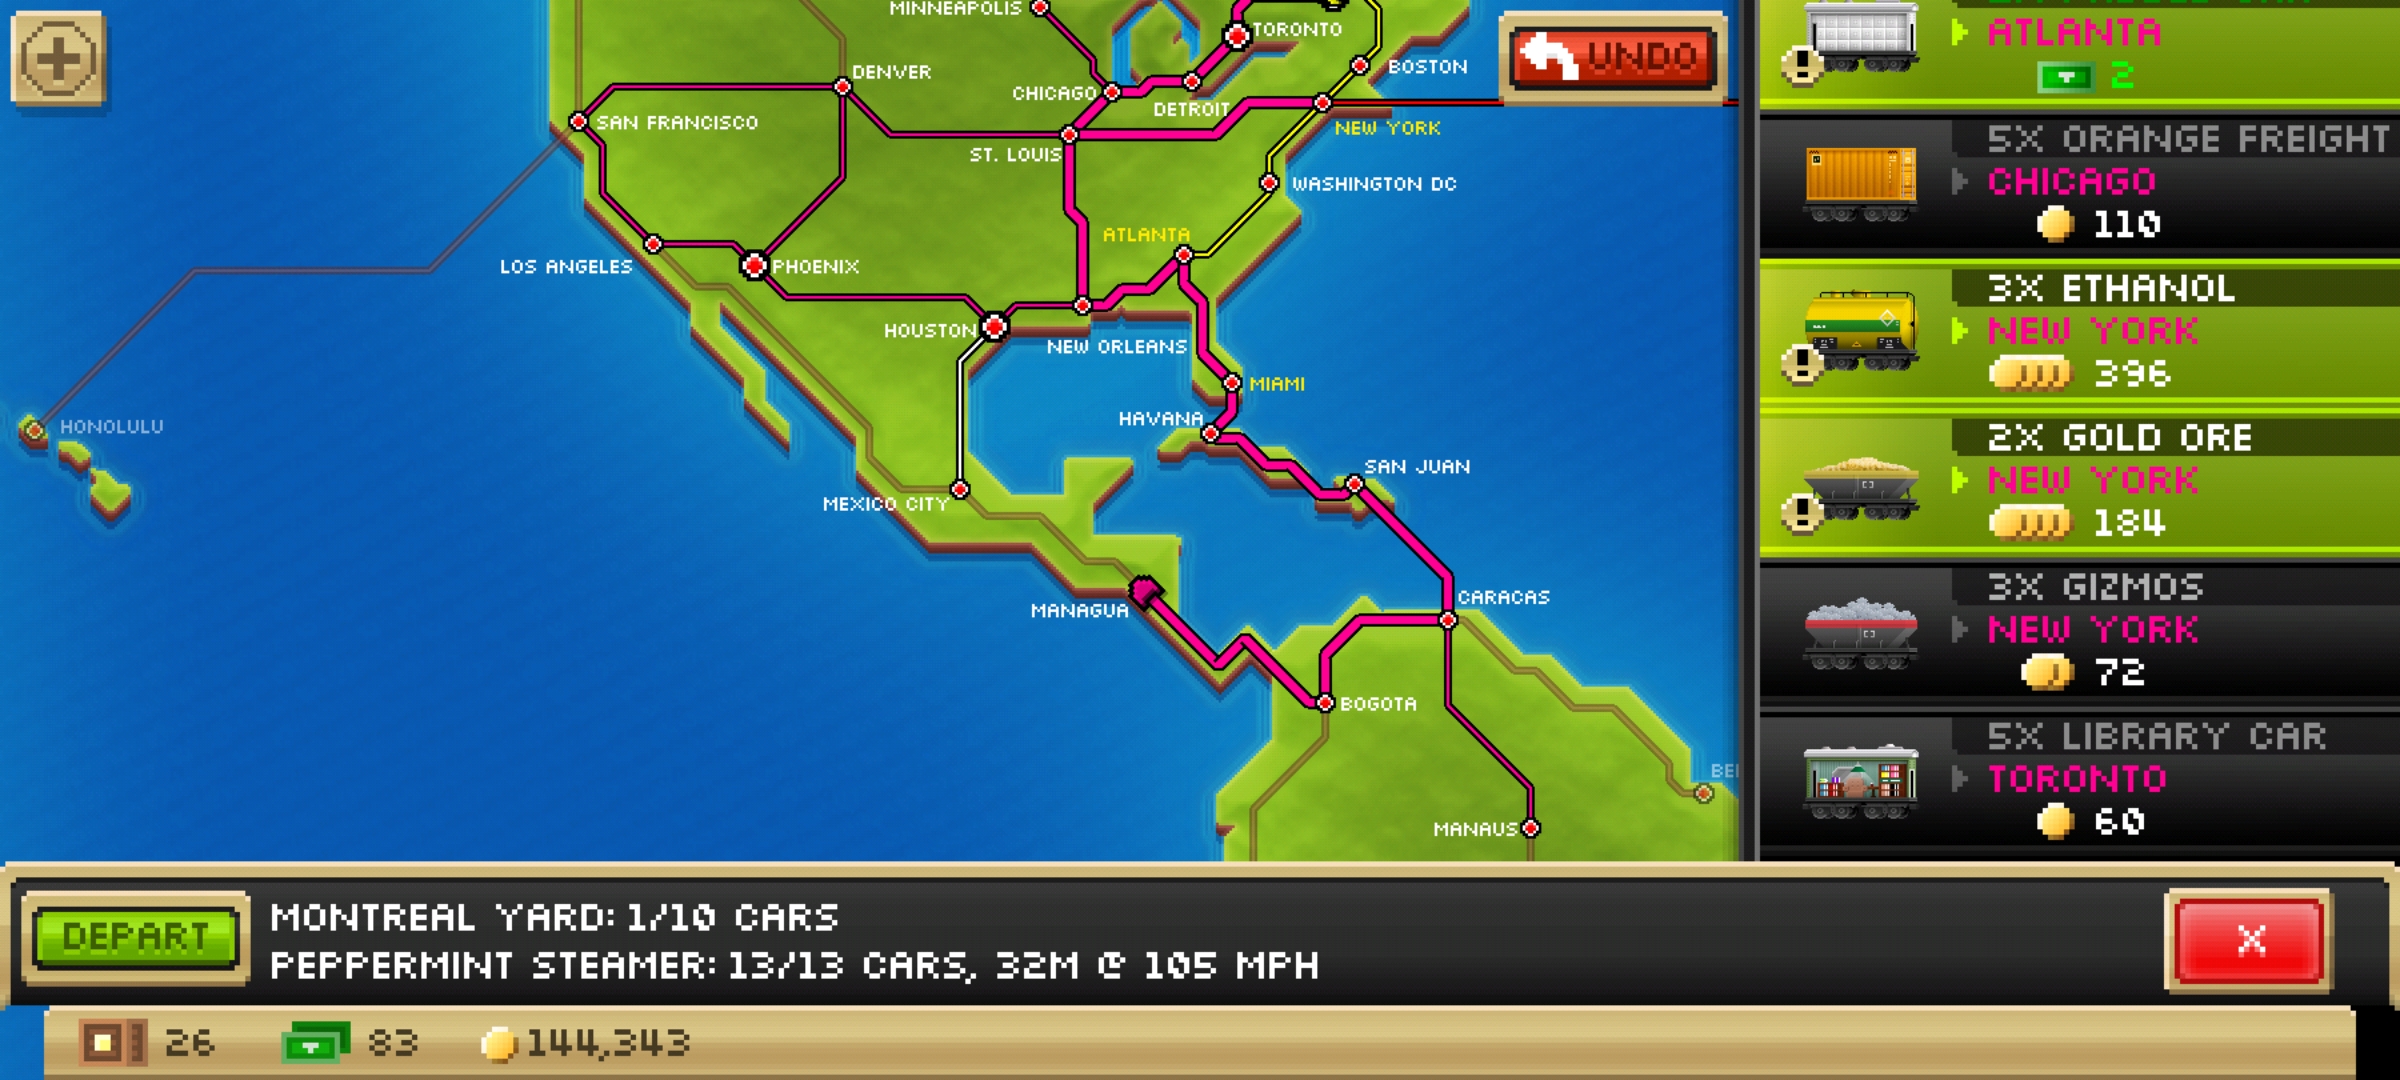 MINNEAPOLIS
TORONTO
UNDO
ATLANTA
2
DENVER
BOSTON
CHICAGO
DETROIT
SAN FRANCISCO
NEW YORK
5X ORANGE FREIGHT
CHICAGO
110
ST. LOUIS
WASHINGTON DC
ATLANTA
LOS ANGELES
PHOENIX
3X ETHANOL
NEW YORK
396
HOUSTON
NEW ORLEANS
MIAMI
HAVANA
HONOLULU
2X GOLD ORE
NEW YORK
184
SAN JUAN
MEXICO CITY
MANAGUA
CARACAS
3X GIZMOS
NEW YORK
72
BOGOTA
5X LIBRARY CAR
TORONTO
60
MANAUS
DEPART
MONTREAL YARD: 1/10 CARS
PEPPERMINT STEAMER: 13/13 CARS, 32M @ 105 MPH
X
26
83
144,343